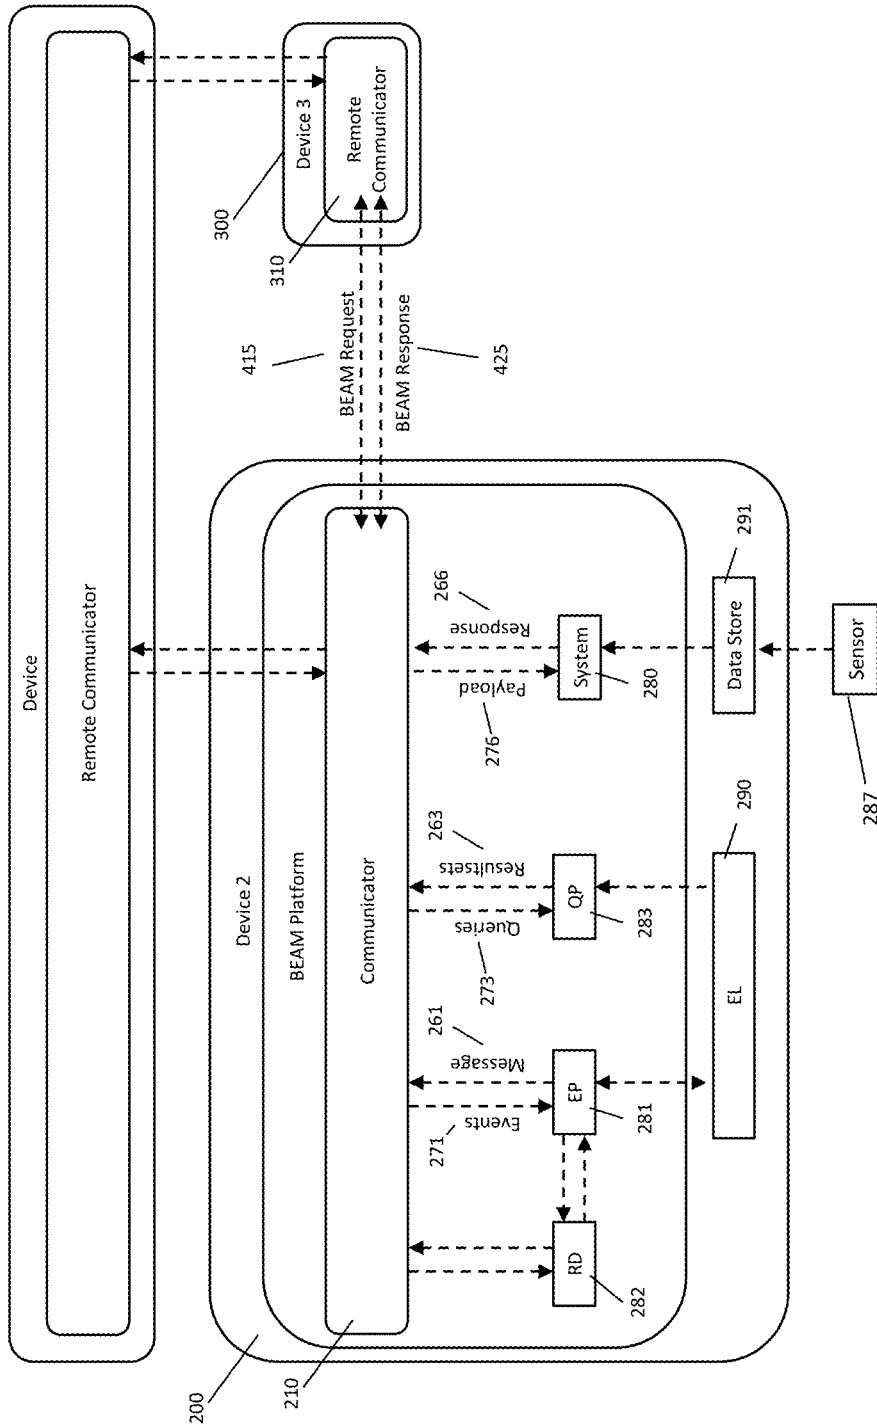 Device
Remote Communicator
300
Device 3
310
Remote
Communicator
415
BEAM Request
BEAM Response
425
200
Device 2
BEAM Platform
210
Communicator
271
Events
Message
261
273
Queries
Resultsets
263
276
Payload
Response
266
RD
282
EP
281
QP
283
System
280
EL
290
Data Store
291
287
Sensor